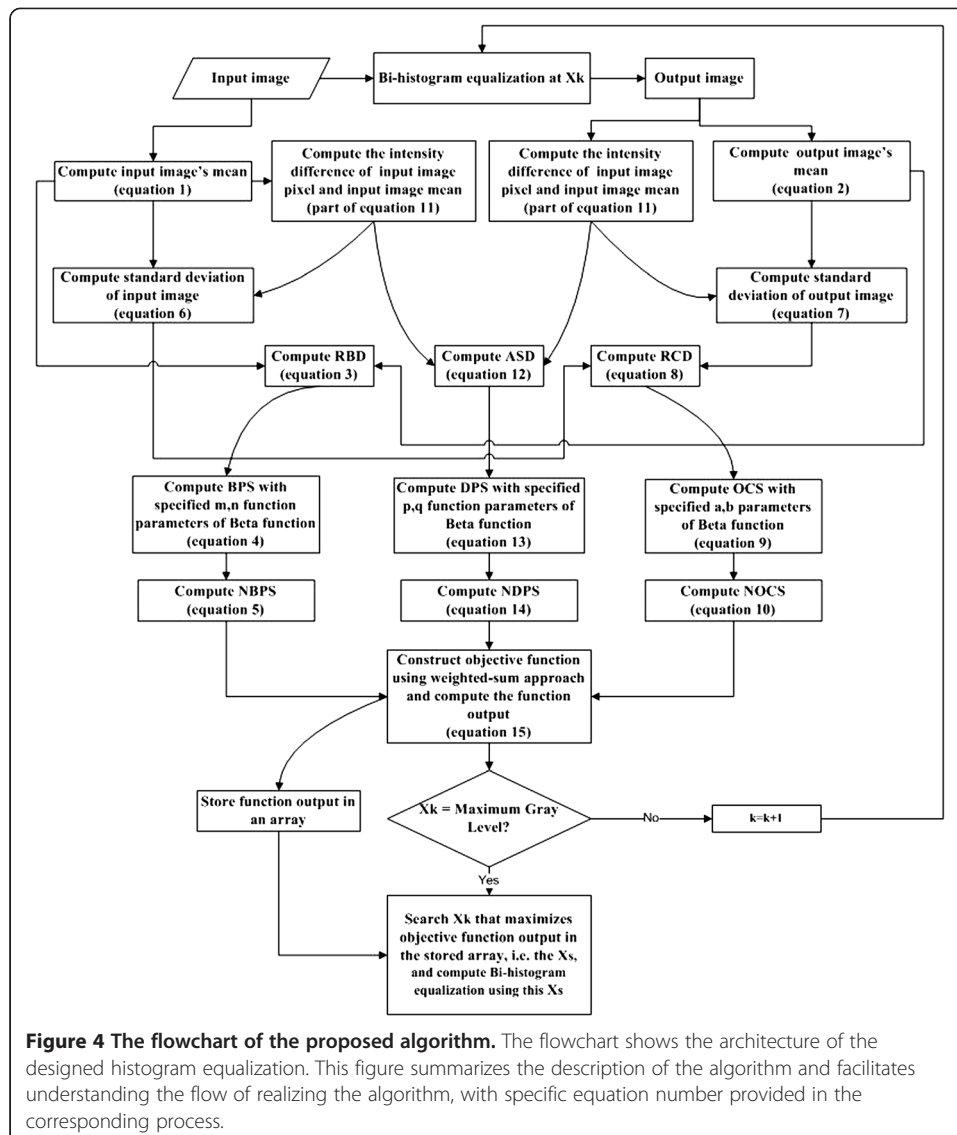 Input image
Bi-histogram equalization at Xk
Output image
Compute input image's mean
(equation 1)
Compute the intensity
difference of input image
pixel and input image mean
(part of equation 11)
Compute the intensity
difference of input image
pixel and input image mean
(part of equation 11)
Compute output image's
mean
(equation 2)
Compute standard deviation
of input image
(equation 6)
Compute standard
deviation of output image
(equation 7)
Compute RBD
(equation 3)
Compute ASD
(equation 12)
Compute RCD
(equation 8)
Compute BPS with
specified m,n function
parameters of Beta function
(equation 4)
Compute DPS with specified
p,q function parameters of
Beta function
(equation 13)
Compute OCS with
specified a,b parameters
of Beta function
(equation 9)
Compute NBPS
(equation 5)
Compute NDPS
(equation 14)
Compute NOCS
(equation 10)
Construct objective function
using weighted-sum approach
and compute the function
output
(equation 15)
Store function output in
an array
Xk = Maximum Gray
Level?
No
k=k+1
Yes
Search Xk that maximizes
objective function output in
the stored array, i.e. the Xs,
and compute Bi-histogram
equalization using this Xs
Figure 4 The flowchart of the proposed algorithm. The flowchart shows the architecture of the
designed histogram equalization. This figure summarizes the description of the algorithm and facilitates
understanding the flow of realizing the algorithm, with specific equation number provided in the
corresponding process.